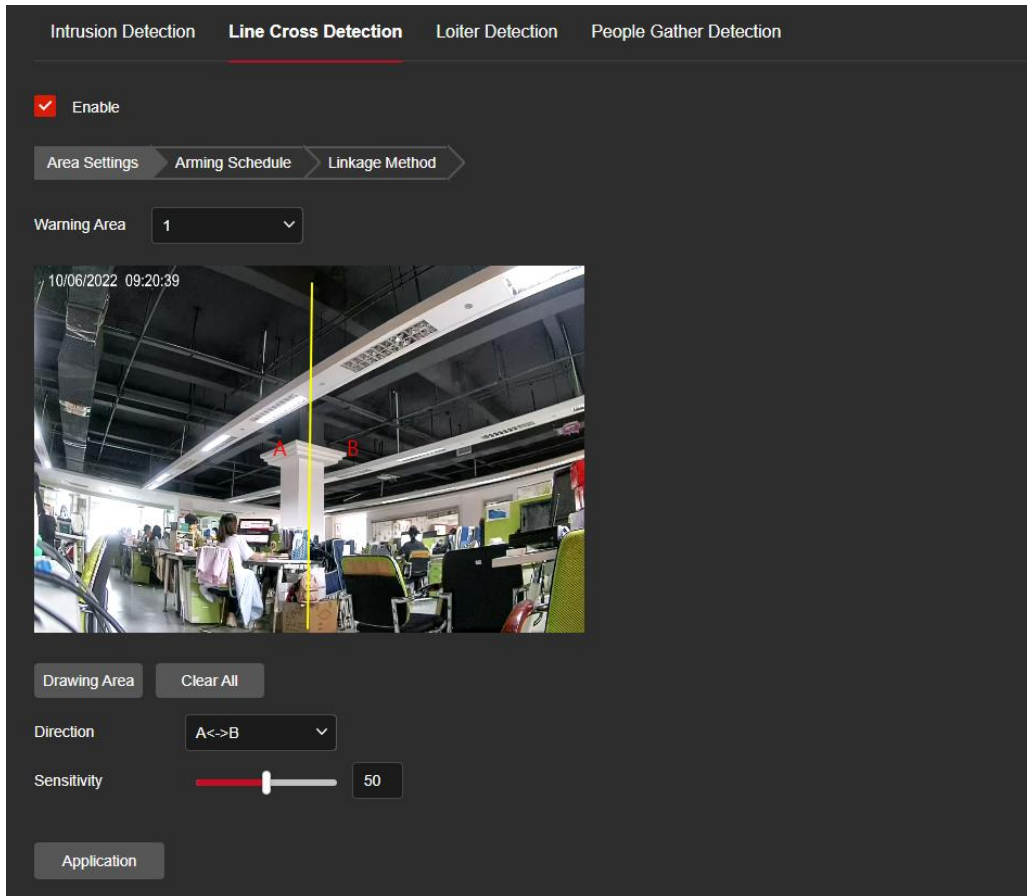 Intrusion Detection Line Cross Detection Loiter Detection People Gather Detection
Enable
Area Settings Arming Schedule Linkage Method
Warning Area 1
10/06/2022 09:20:39
A B
Drawing Area Clear All
Direction A<->B
Sensitivity 50
Application